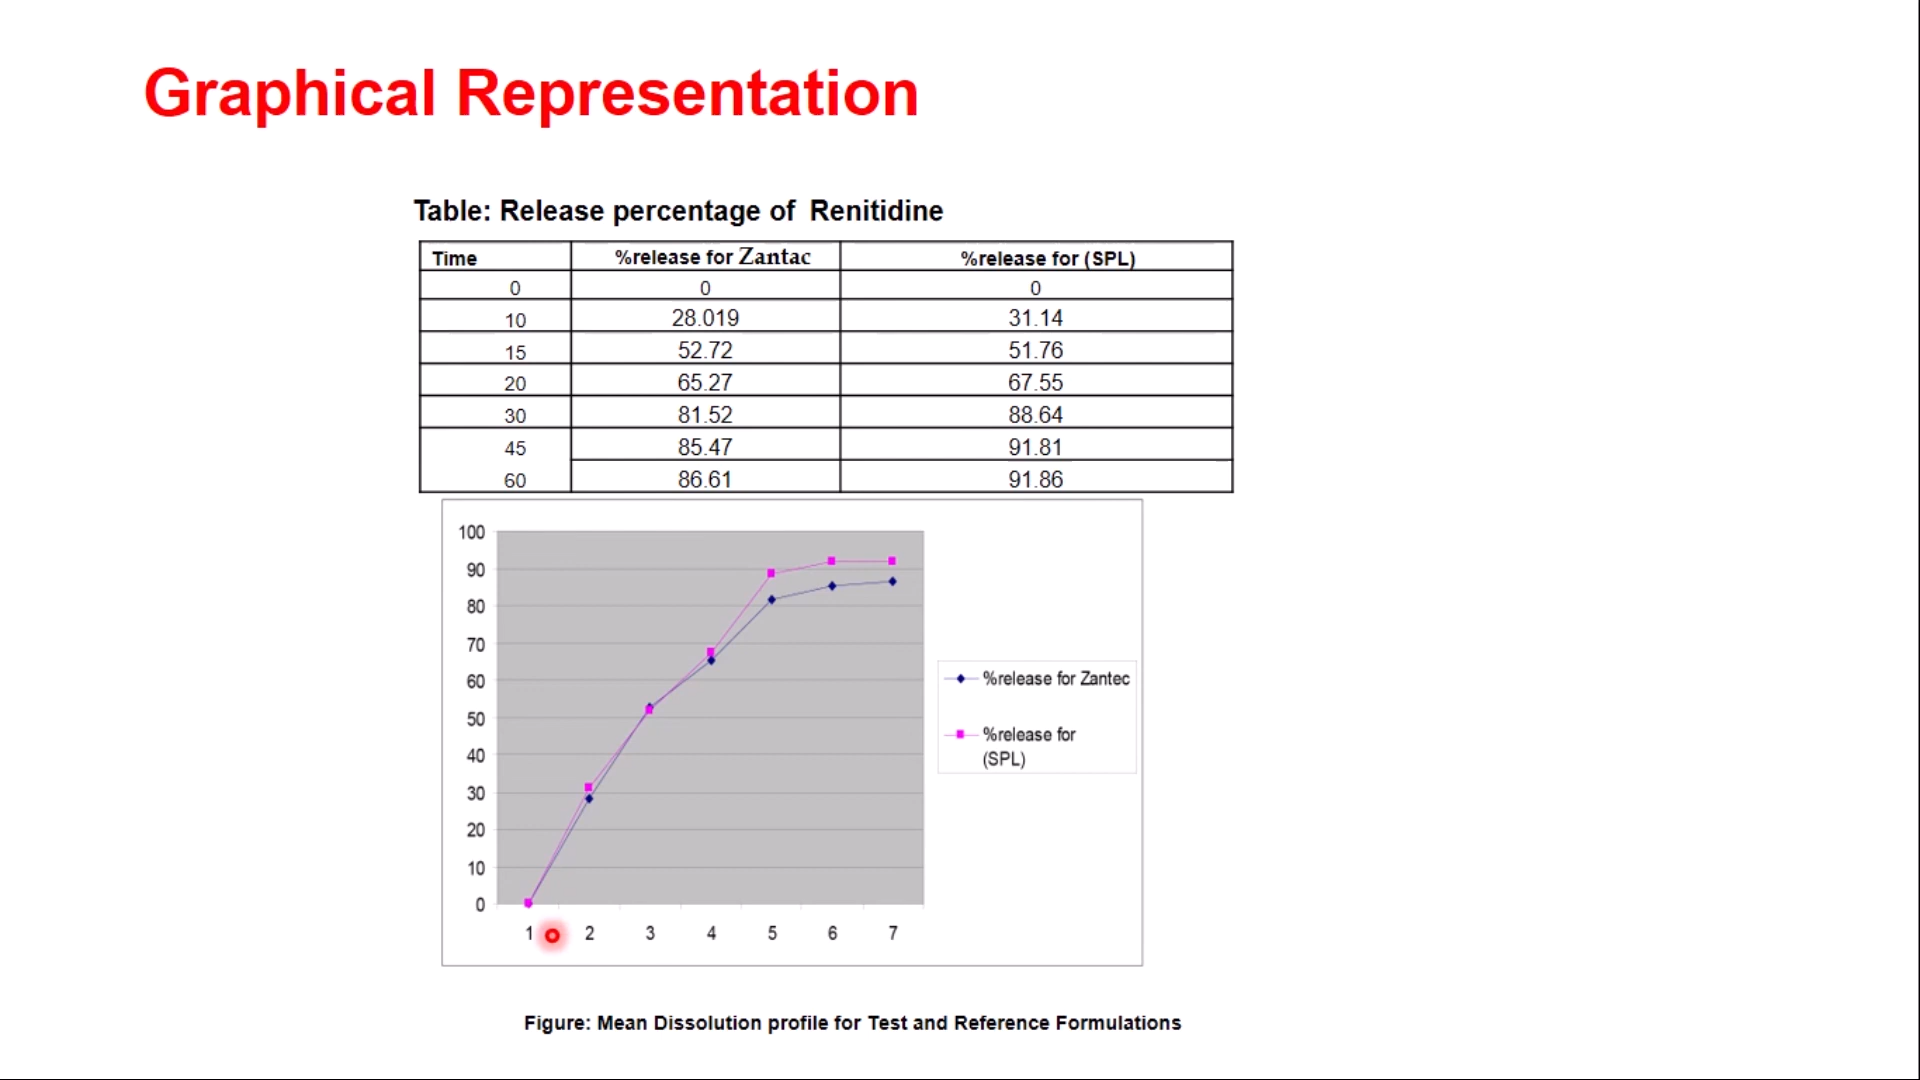 Graphical Representation
Table: Release percentage of Renitidine
Time %release for Zantac %release for (SPL)
0 0 0
10 28.019 31.14
15 52.72 51.76
20 65.27 67.55
30 81.52 88.64
45 85.47 91.81
60 86.61 91.86
100
90
80
70
60
50
40
30
20
10
0
1 2 3 4 5 6 7
%release for Zantec
%release for
(SPL)
Figure: Mean Dissolution profile for Test and Reference Formulations